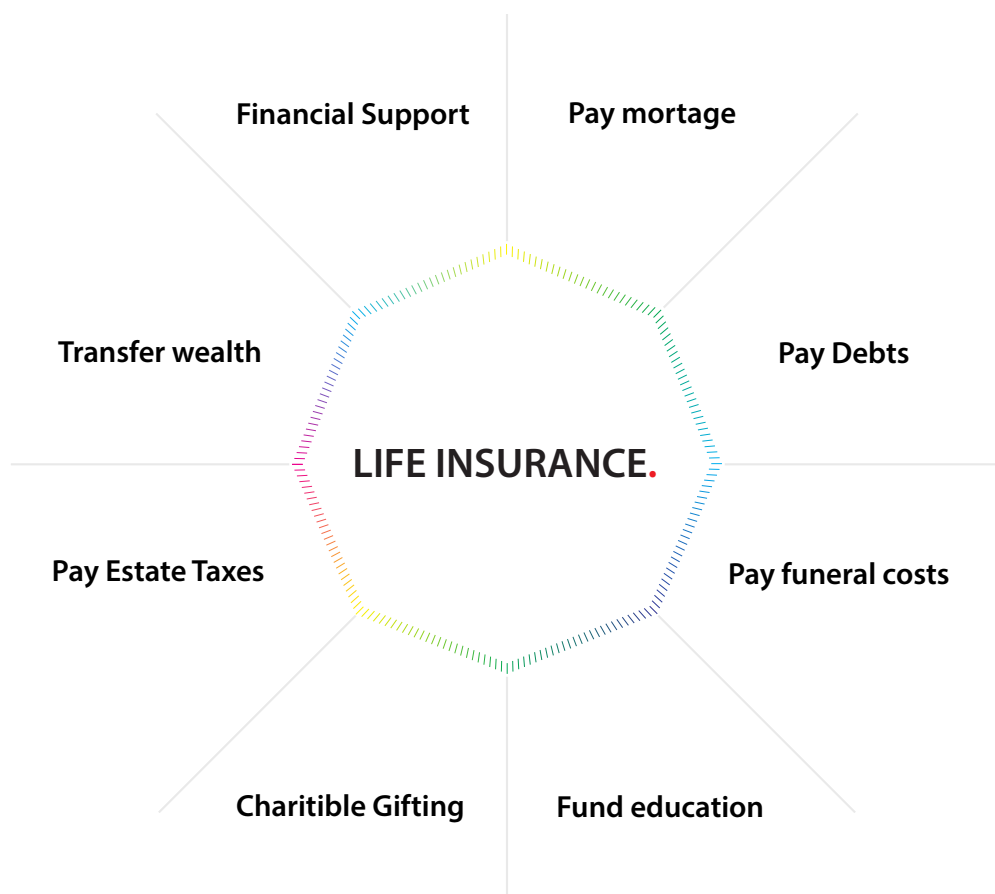 Financial Support
Pay mortage
Transfer wealth
Pay Debts
LIFE INSURANCE.
Pay Estate Taxes
Pay funeral costs
Charitible Gifting
Fund education